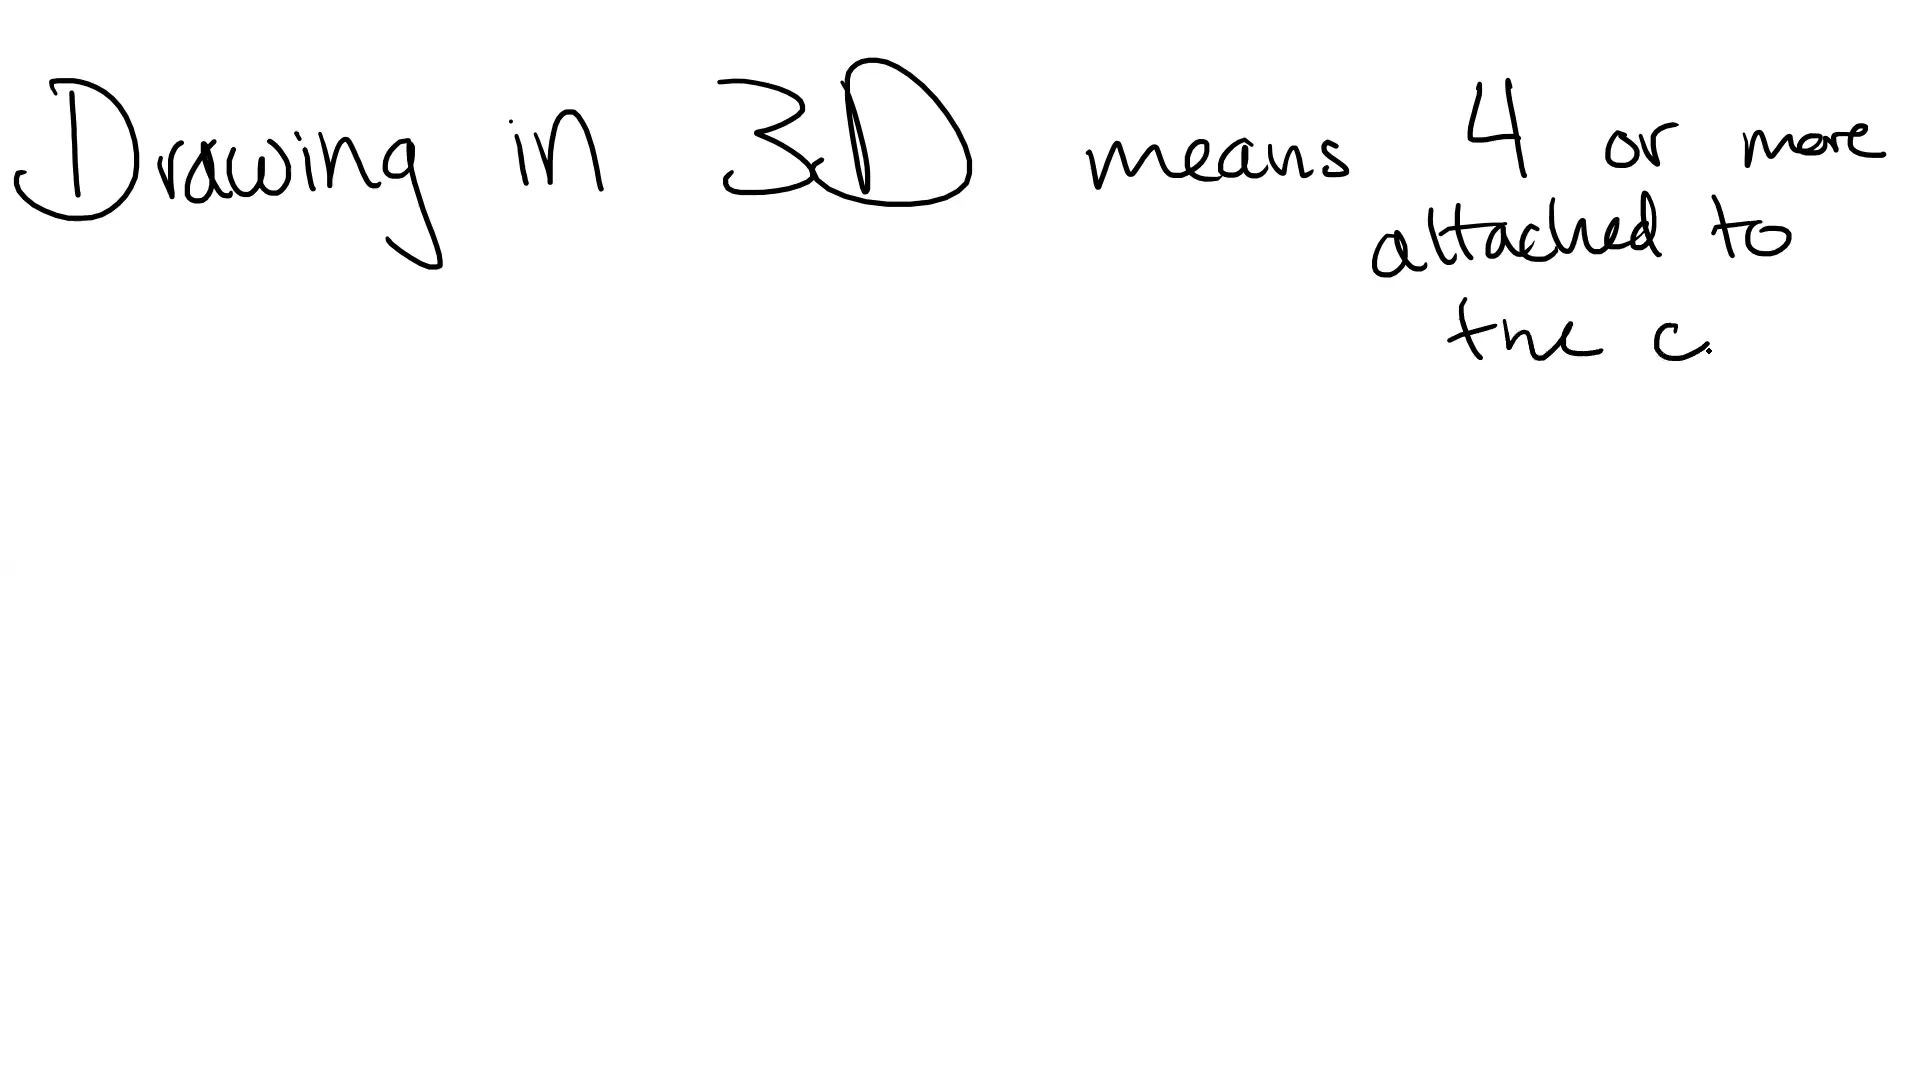 Drawing in 3D means 4 or more
attached to
the c.